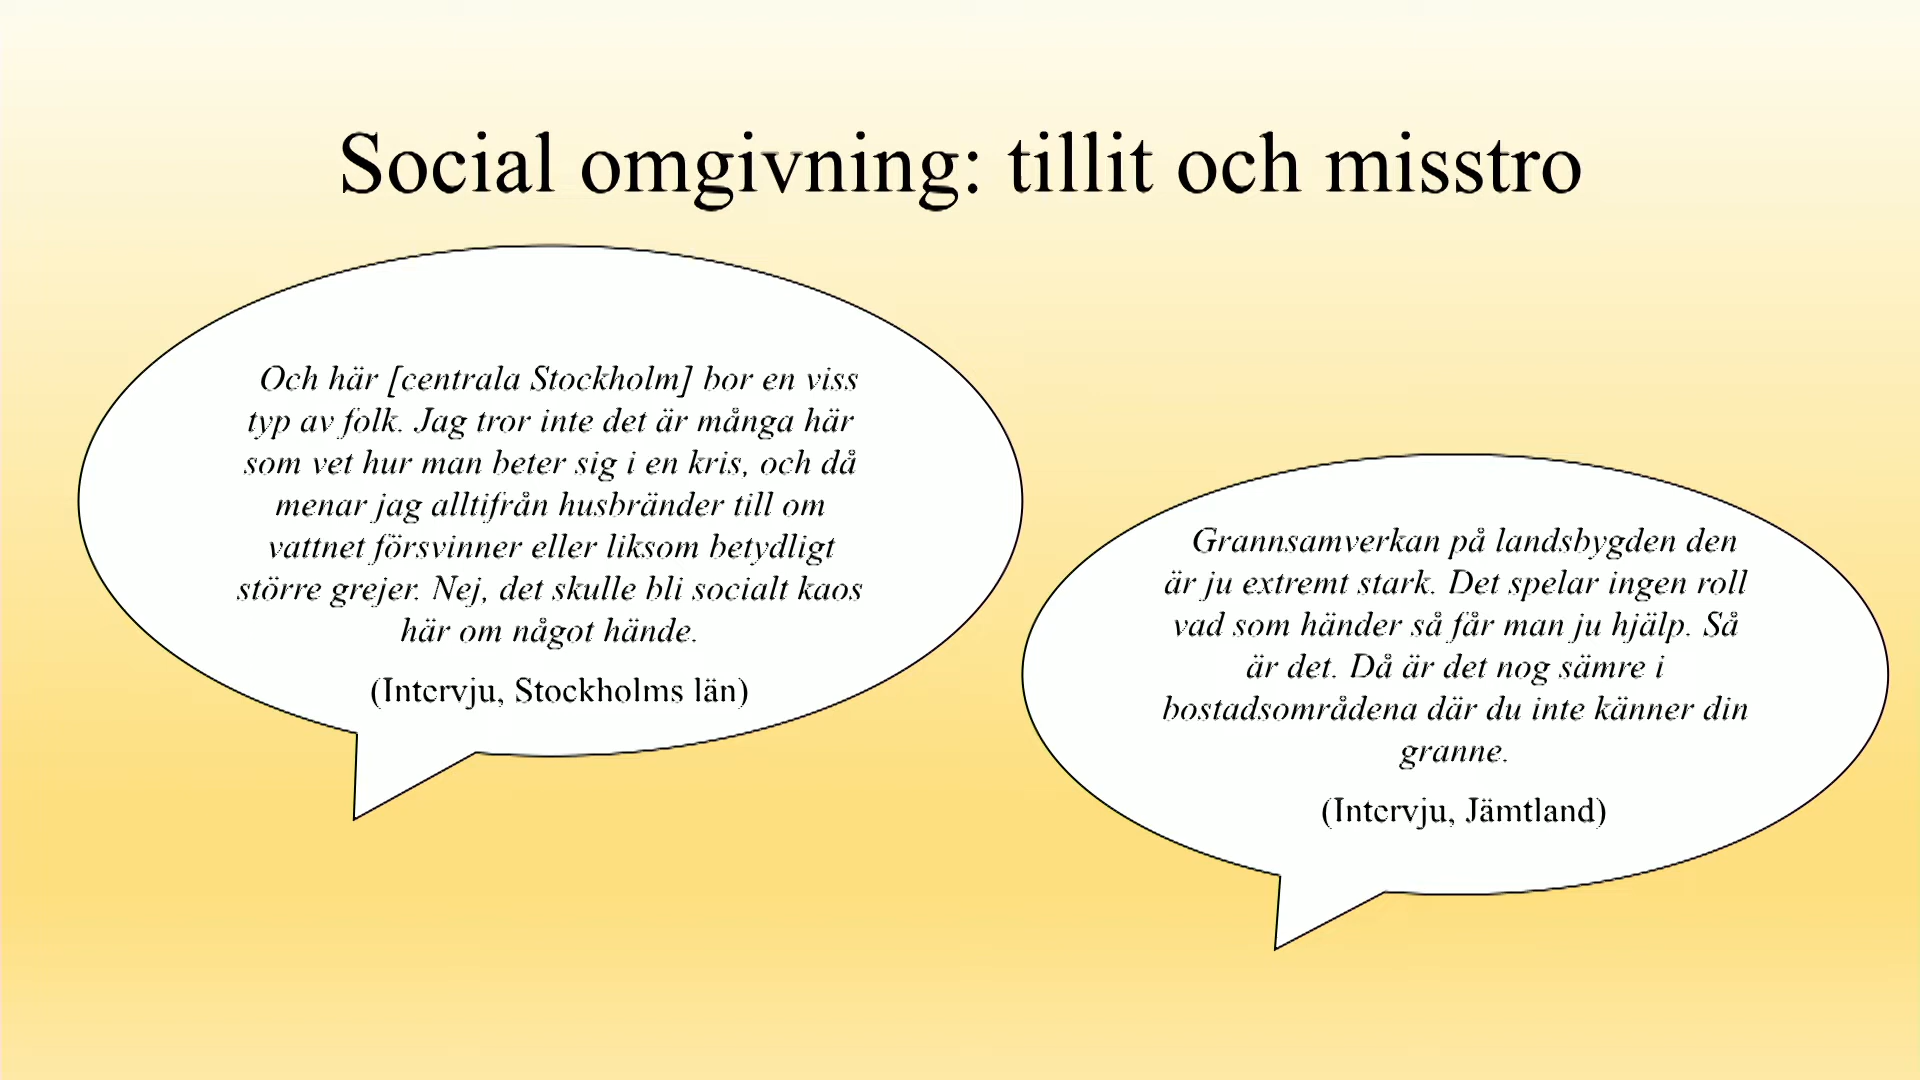 Social omgivning: tillit och misstro
Och här [centrala Stockholm] bor en viss
typ av folk. Jag tror inte det är många här
som vet hur man beter sig i en kris, och då
menar jag alltifrån husbränder till om
vattnet försvinner eller liksom betydligt
större grejer. Nej, det skulle bli socialt kaos
här om något hände.
(Intervju, Stockholms län)
Grannsamverkan på landsbygden den
är ju extremt stark. Det spelar ingen roll
vad som händer så får man ju hjälp. Så
är det. Då är det nog sämre i
bostadsområdena där du inte känner din
granne.
(Intervju, Jämtland)